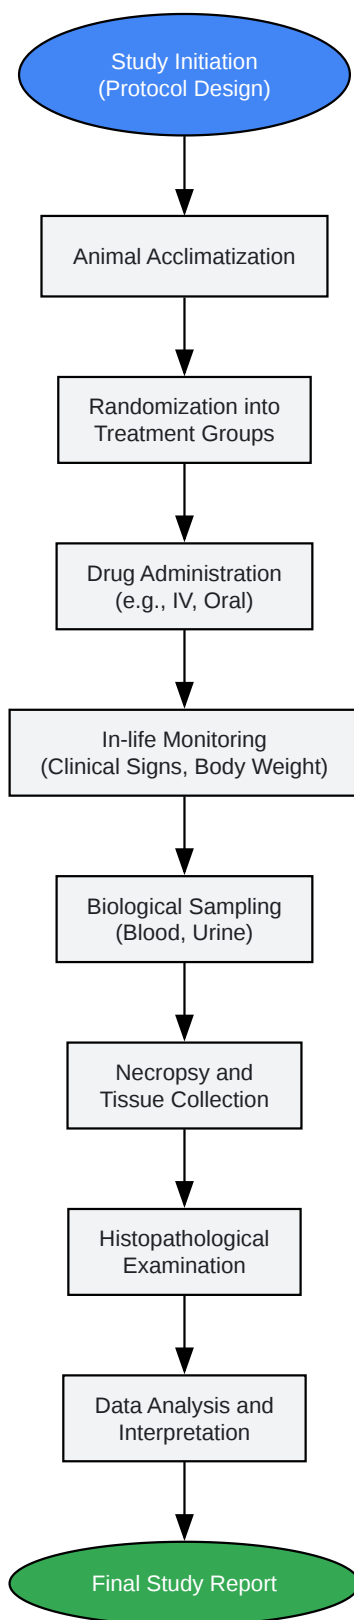 Study Initiation
(Protocol Design)
Animal Acclimatization
Randomization into
Treatment Groups
Drug Administration
(e.g., IV, Oral)
In-life Monitoring
(Clinical Signs, Body Weight)
Biological Sampling
(Blood, Urine)
Necropsy and
Tissue Collection
Histopathological
Examination
Data Analysis and
Interpretation
Final Study Report